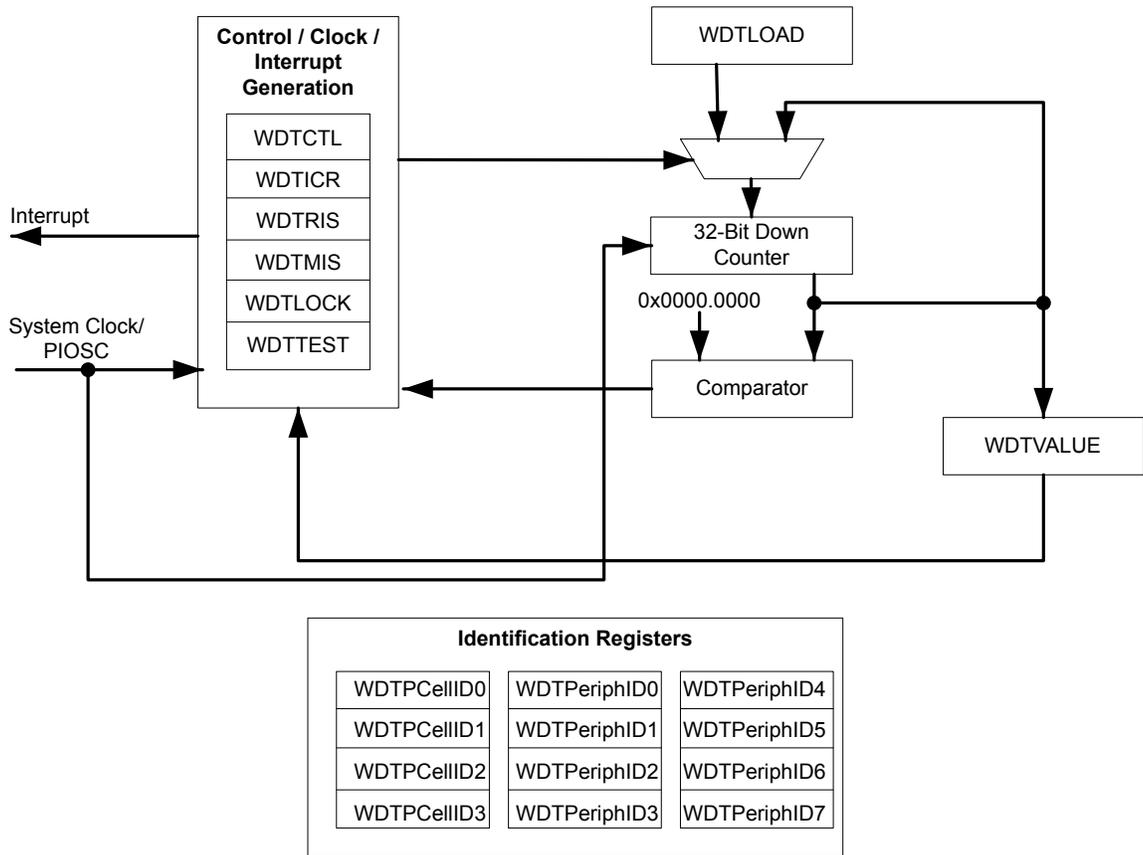 Control / Clock /
Interrupt
Generation
WDTCTL
WDTICR
WDTRIS
WDTMIS
WDTLOCK
WDTTEST
Interrupt
System Clock/
PIOSC
WDTLOAD
32-Bit Down
Counter
0x0000.0000
Comparator
WDTVALUE
Identification Registers
WDTPCellID0
WDTPCellID1
WDTPCellID2
WDTPCellID3
WDTPeriphID0
WDTPeriphID1
WDTPeriphID2
WDTPeriphID3
WDTPeriphID4
WDTPeriphID5
WDTPeriphID6
WDTPeriphID7